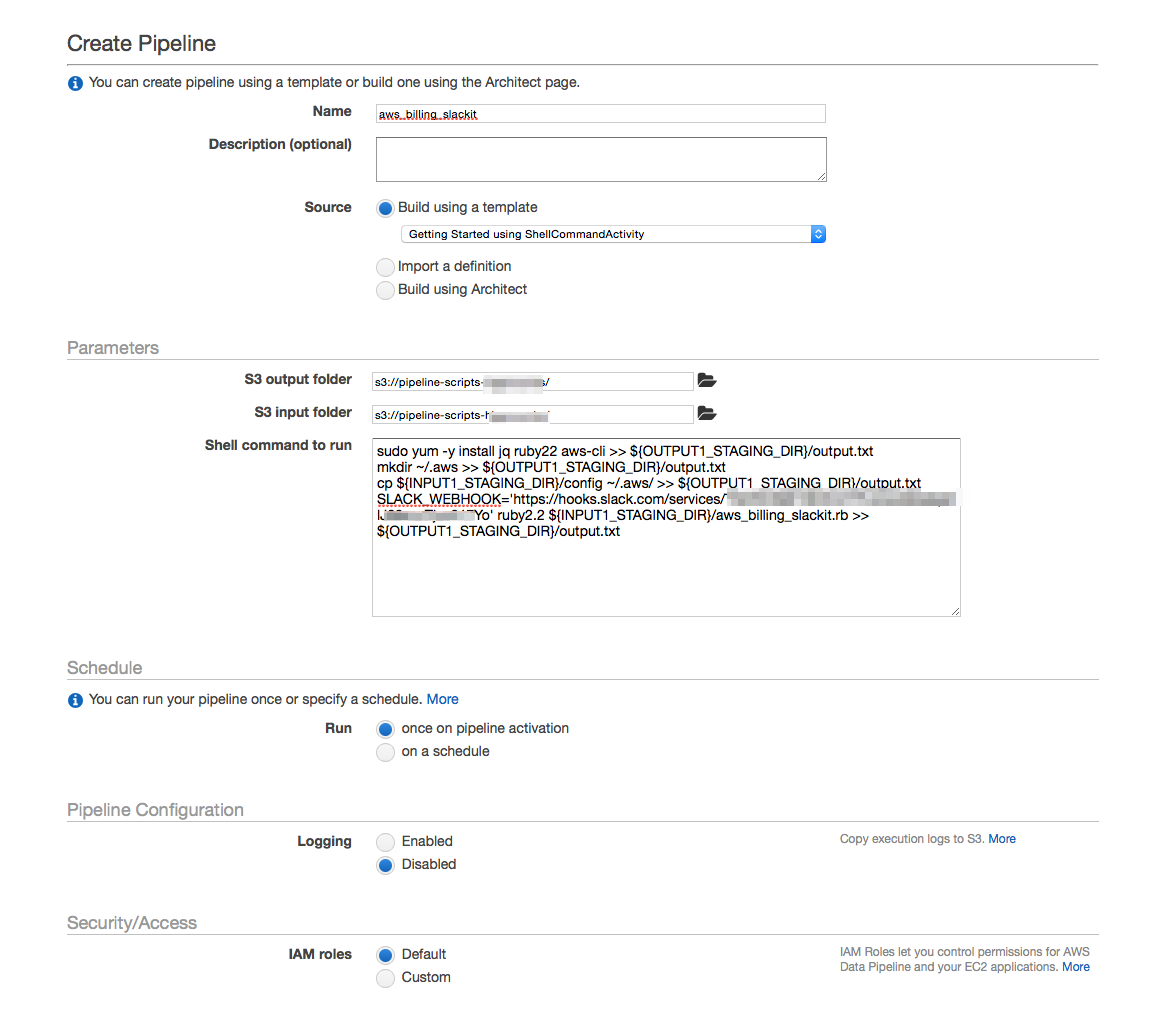 Create Pipeline
You can create pipeline using a template or build one using the Architect page.
Name
aws_billing_slackit
Description (optional)
Source
Build using a template
Getting Started using ShellCommandActivity
Import a definition
Build using Architect
Parameters
S3 output folder
s3://pipeline-scripts-
S3 input folder
s3://pipeline-scripts-
Shell command to run
sudo yum -y install jq ruby22 aws-cli >> ${OUTPUT1_STAGING_DIR}/output.txt
mkdir ~/.aws >> ${OUTPUT1_STAGING_DIR}/output.txt
cp ${INPUT1_STAGING_DIR}/config ~/.aws/ >> ${OUTPUT1_STAGING_DIR}/output.txt
SLACK_WEBHOOK='https://hooks.slack.com/services/
ruby2.2 ${INPUT1_STAGING_DIR}/aws_billing_slackit.rb >>
${OUTPUT1_STAGING_DIR}/output.txt
Schedule
You can run your pipeline once or specify a schedule. More
Run
once on pipeline activation
on a schedule
Pipeline Configuration
Logging
Enabled
Copy execution logs to S3. More
Disabled
Security/Access
IAM roles
Default
IAM Roles let you control permissions for AWS
Data Pipeline and your EC2 applications. More
Custom